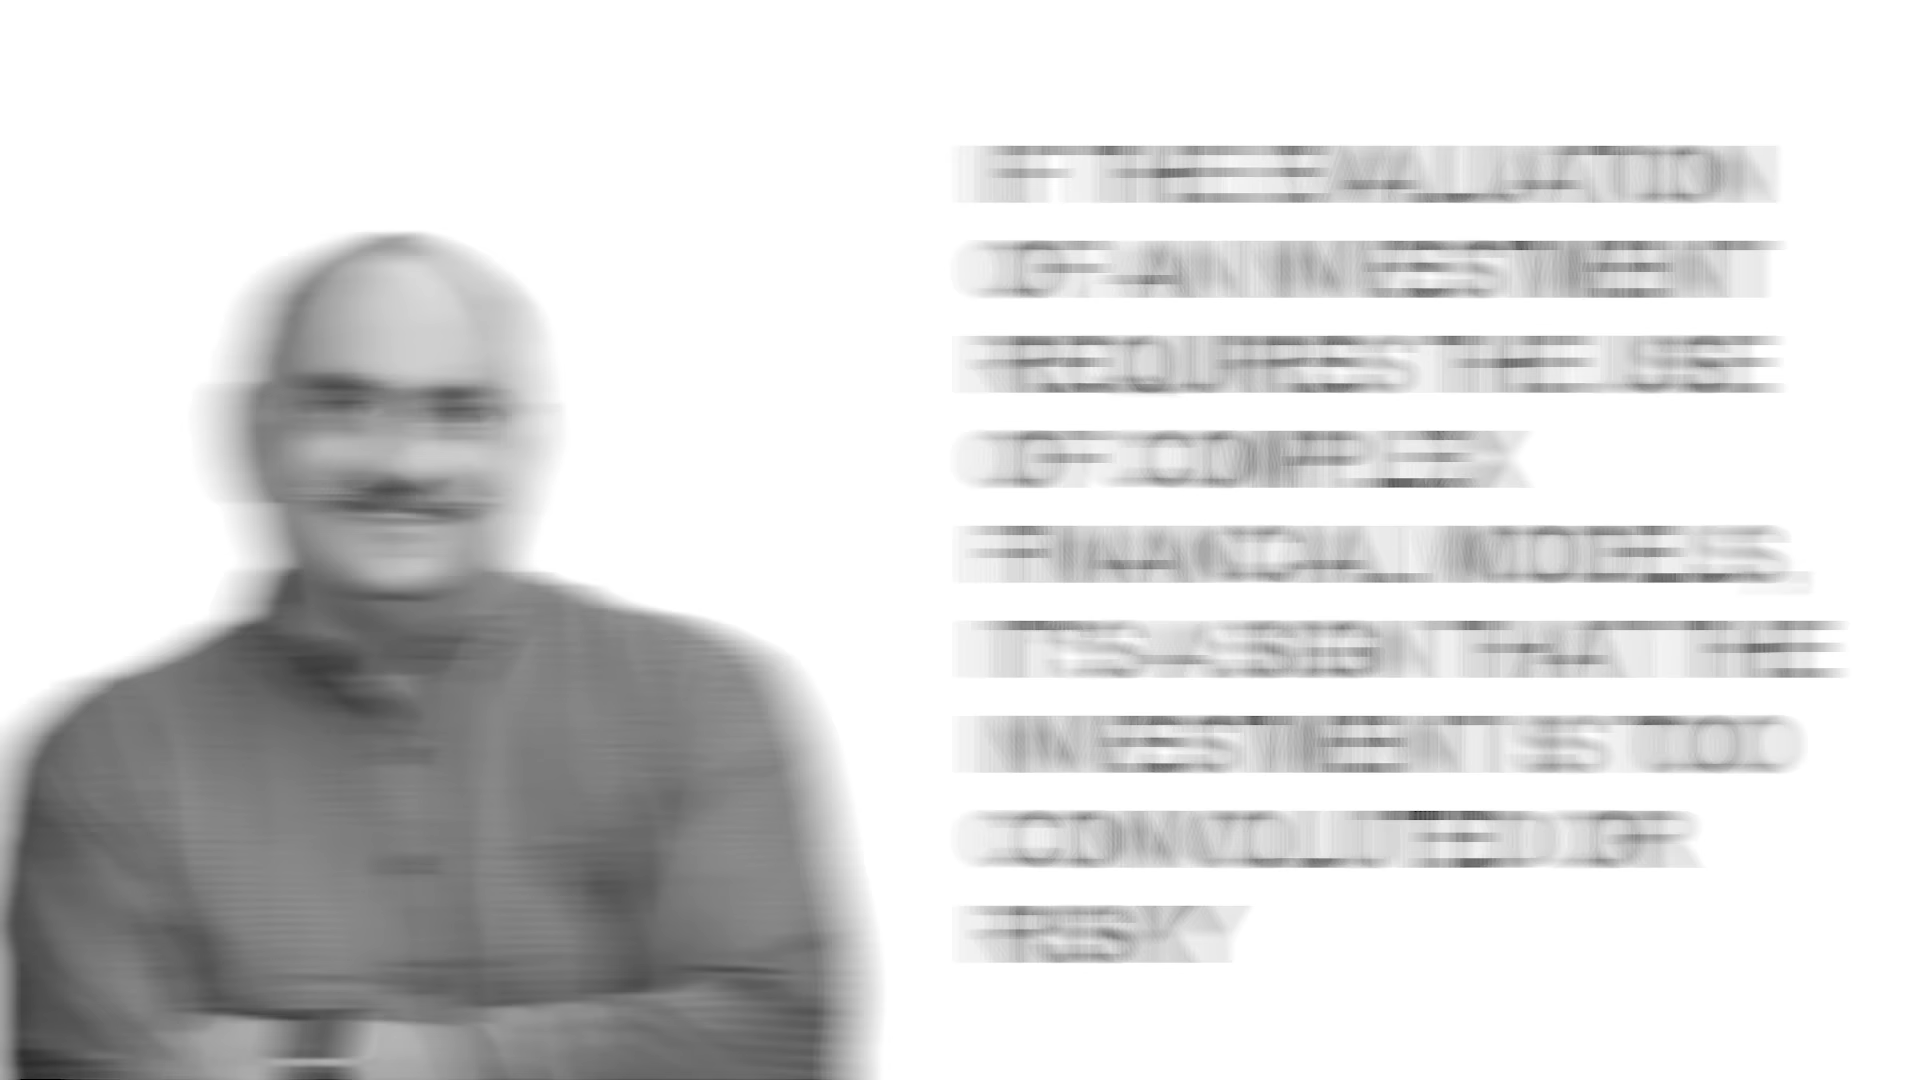 IF THE EVALUATION
OF AN INVESTMENT
REQUIRES THE USE
OF COMPLEX
FINANCIAL MODELS,
IT'S A SIGN THAT THE
INVESTMENT IS TOO
CONVOLUTED OR
RISKY